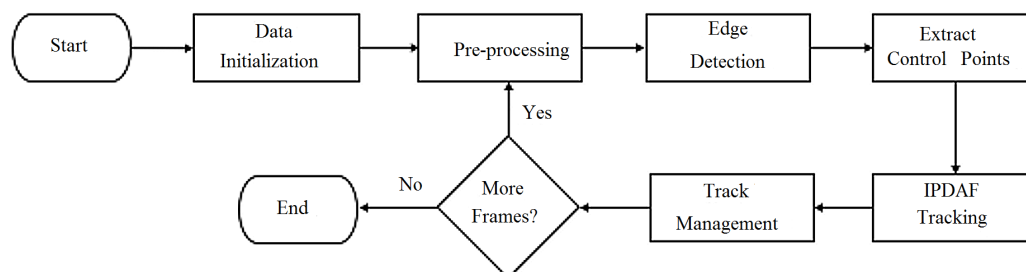 Start
Data
Initialization
Pre-processing
Edge
Detection
Extract
Control Points
Yes
No
End
More
Frames?
Track
Management
IPDAF
Tracking